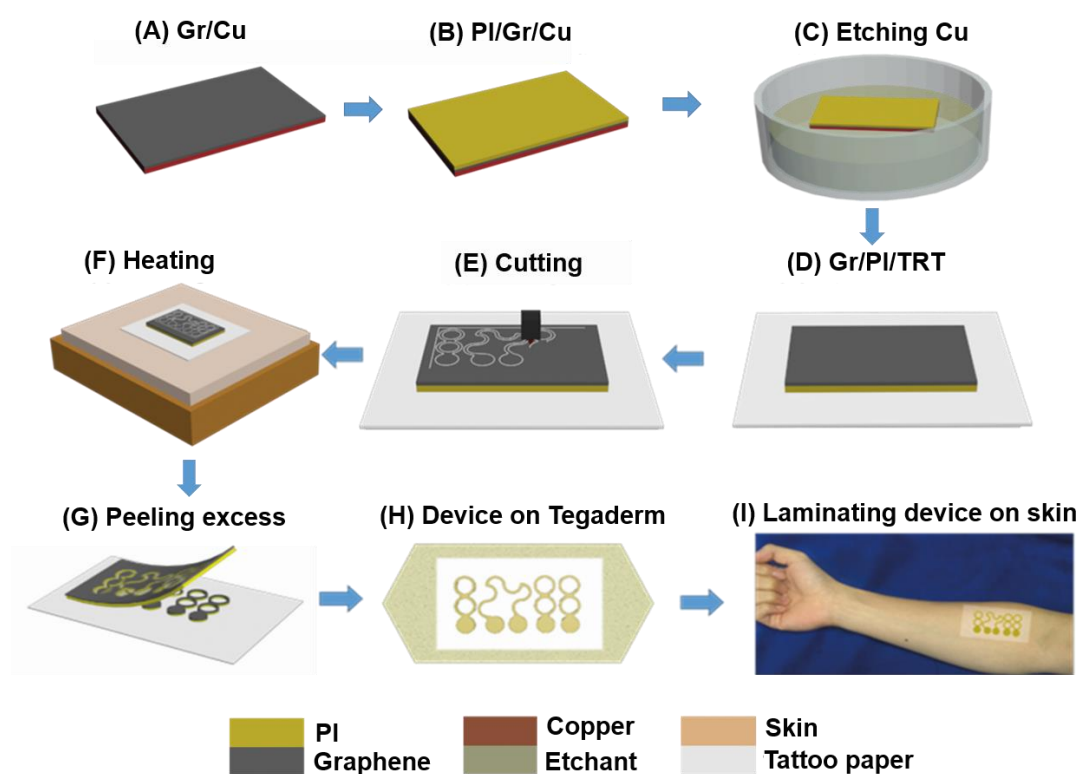 (A) Gr/Cu
(B) PI/Gr/Cu
(C) Etching Cu
(F) Heating
(E) Cutting
(D) Gr/PI/TRT
(G) Peeling excess
(H) Device on Tegaderm
(I) Laminating device on skin
PI
Copper
Skin
Graphene
Etchant
Tattoo paper